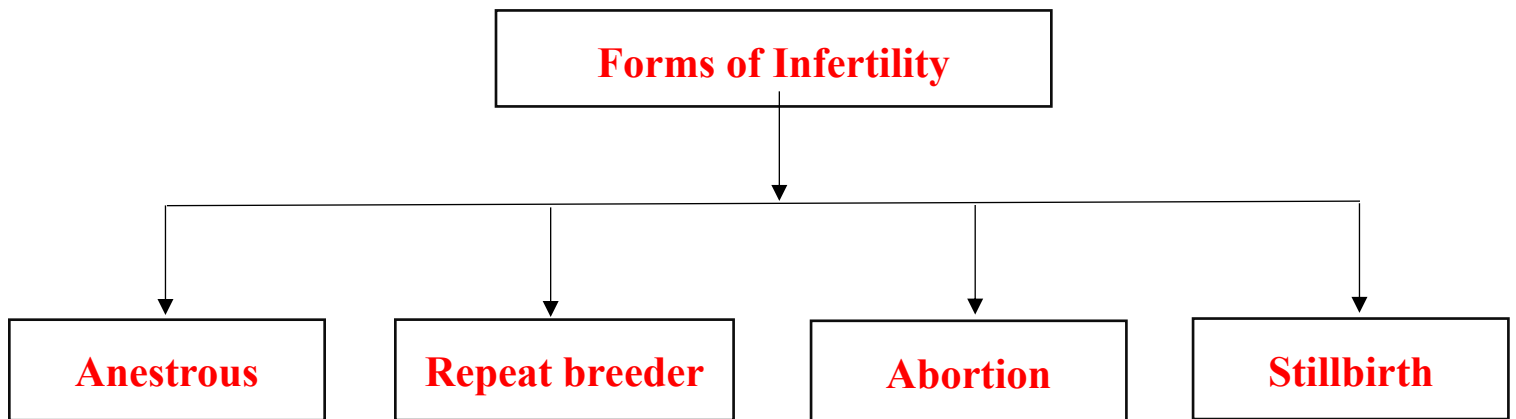 Forms of Infertility
Anestrous
Repeat breeder
Abortion
Stillbirth